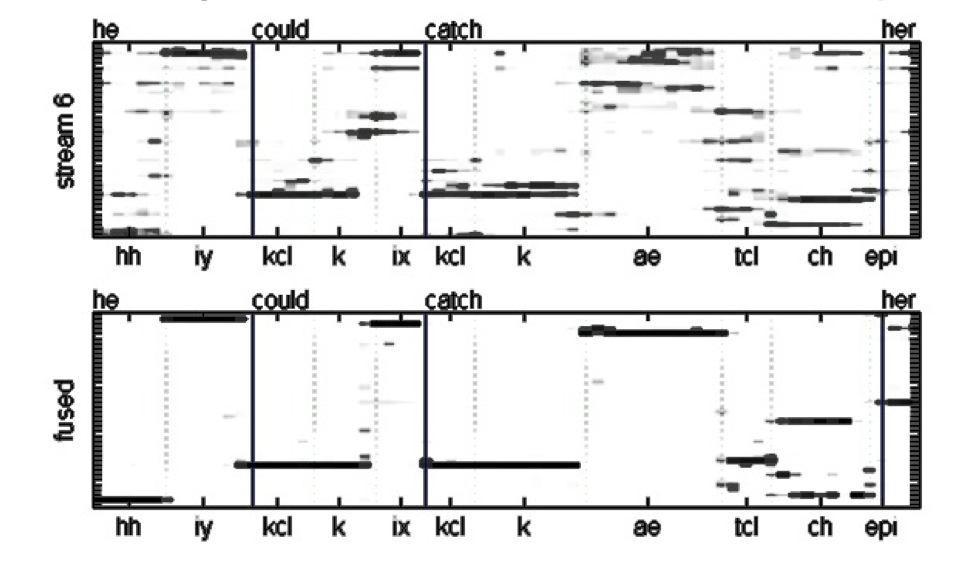 he could catch her
stream 6
hh iy kcl k ix kcl k ae tcl ch epi
he could catch her
fused
hh iy kcl k ix kcl k ae tcl ch epi